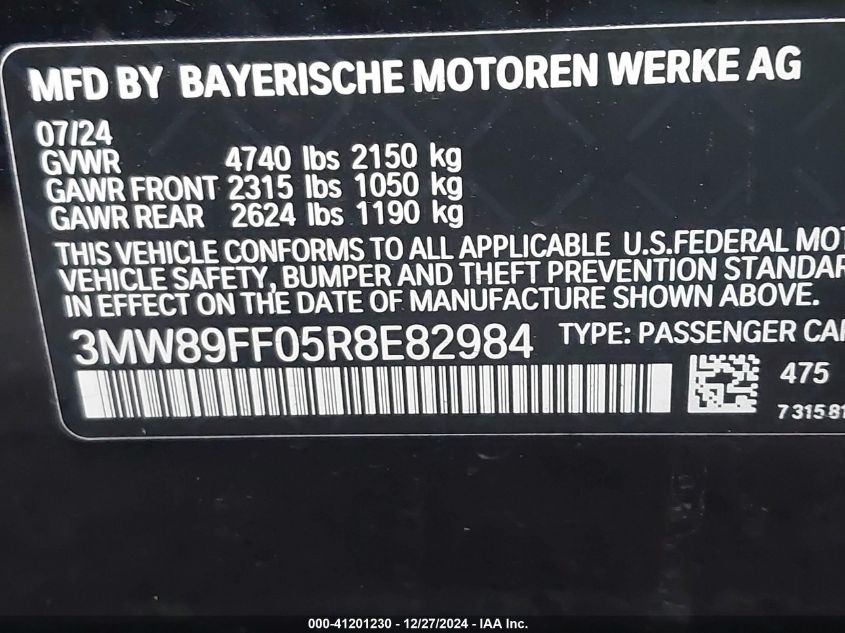 MFD BY BAYERISCHE MOTOREN WERKE AG
07/24
GVWR 4740 lbs 2150 kg
GAWR FRONT 2315 lbs 1050 kg
GAWR REAR 2624 lbs 1190 kg
THIS VEHICLE CONFORMS TO ALL APPLICABLE U.S.FEDERAL MOT
VEHICLE SAFETY, BUMPER AND THEFT PREVENTION STANDAR
IN EFFECT ON THE DATE OF MANUFACTURE SHOWN ABOVE.
3MW89FF05R8E82984 TYPE: PASSENGER CAR
475
7 31581
000-41201230 - 12/27/2024 - IAA Inc.